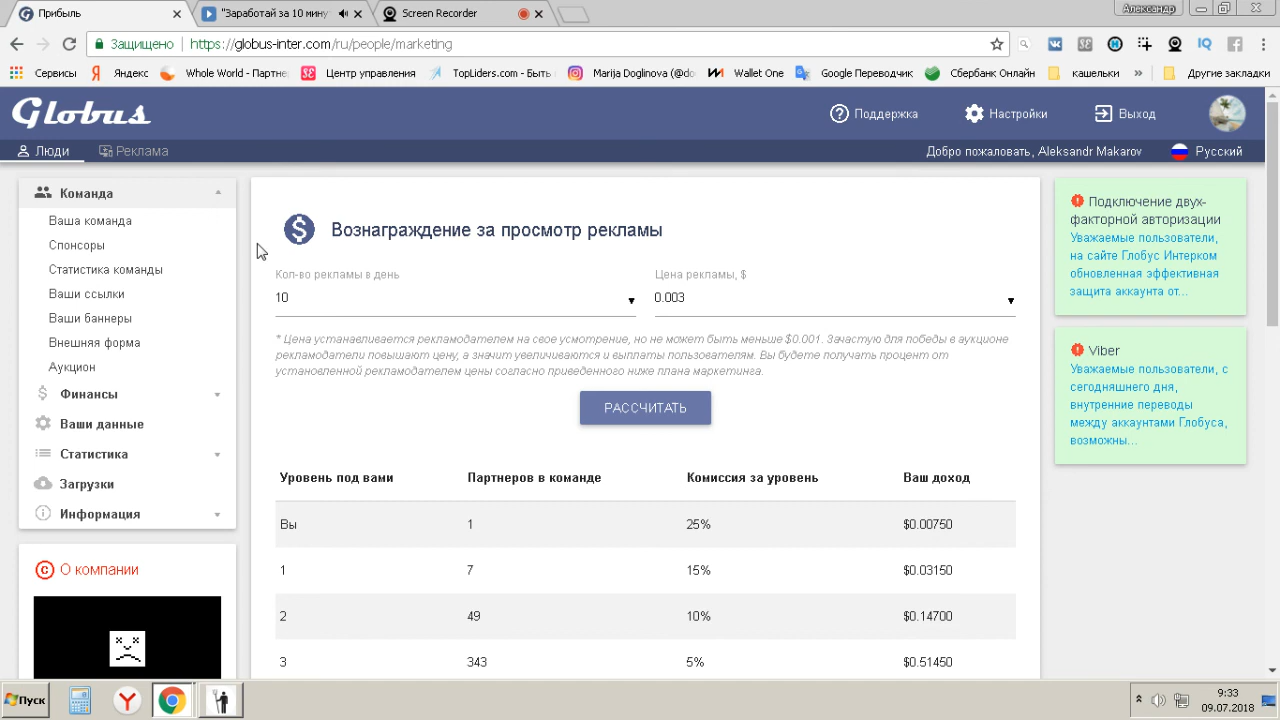 Прибыль
"Заработай за 10 мину
Screen Recorder
Александр
Защищено
https://globus-inter.com/ru/people/marketing
Сервисы
Яндекс
Whole World - Партне
Центр управления
TopLiders.com - Быть
Marija Doglinova (@do
Wallet One
Google Переводчик
Сбербанк Онлайн
кашельки
»
Другие закладки
Globus
Поддержка
Настройки
Выход
Люди
Реклама
Добро пожаловать, Aleksandr Makarov
Русский
Команда
Ваша команда
Спонсоры
Статистика команды
Ваши ссылки
Ваши баннеры
Внешняя форма
Аукцион
Финансы
Ваши данные
Статистика
Загрузки
Информация
О компании
Вознаграждение за просмотр рекламы
Кол-во рекламы в день
Цена рекламы, $
10
0.003
* Цена устанавливается рекламодателем на свое усмотрение, но не может быть меньше $0.001. Зачастую для победы в аукционе
рекламодатели повышают цену, а значит увеличиваются и выплаты пользователям. Вы будете получать процент от
установленной рекламодателем цены согласно приведенного ниже плана маркетинга.
РАССЧИТАТЬ
Уровень под вами Партнеров в команде Комиссия за уровень Ваш доход
Вы 1 25% $0.00750
1 7 15% $0.03150
2 49 10% $0.14700
3 343 5% $0.51450
Подключение двух-
факторной авторизации
Уважаемые пользователи,
на сайте Глобус Интерком
обновленная эффективная
защита аккаунта от...
Viber
Уважаемые пользователи, с
сегодняшнего дня,
внутренние переводы
между аккаунтами Глобуса,
возможны...
Пуск
9:33
09.07.2018